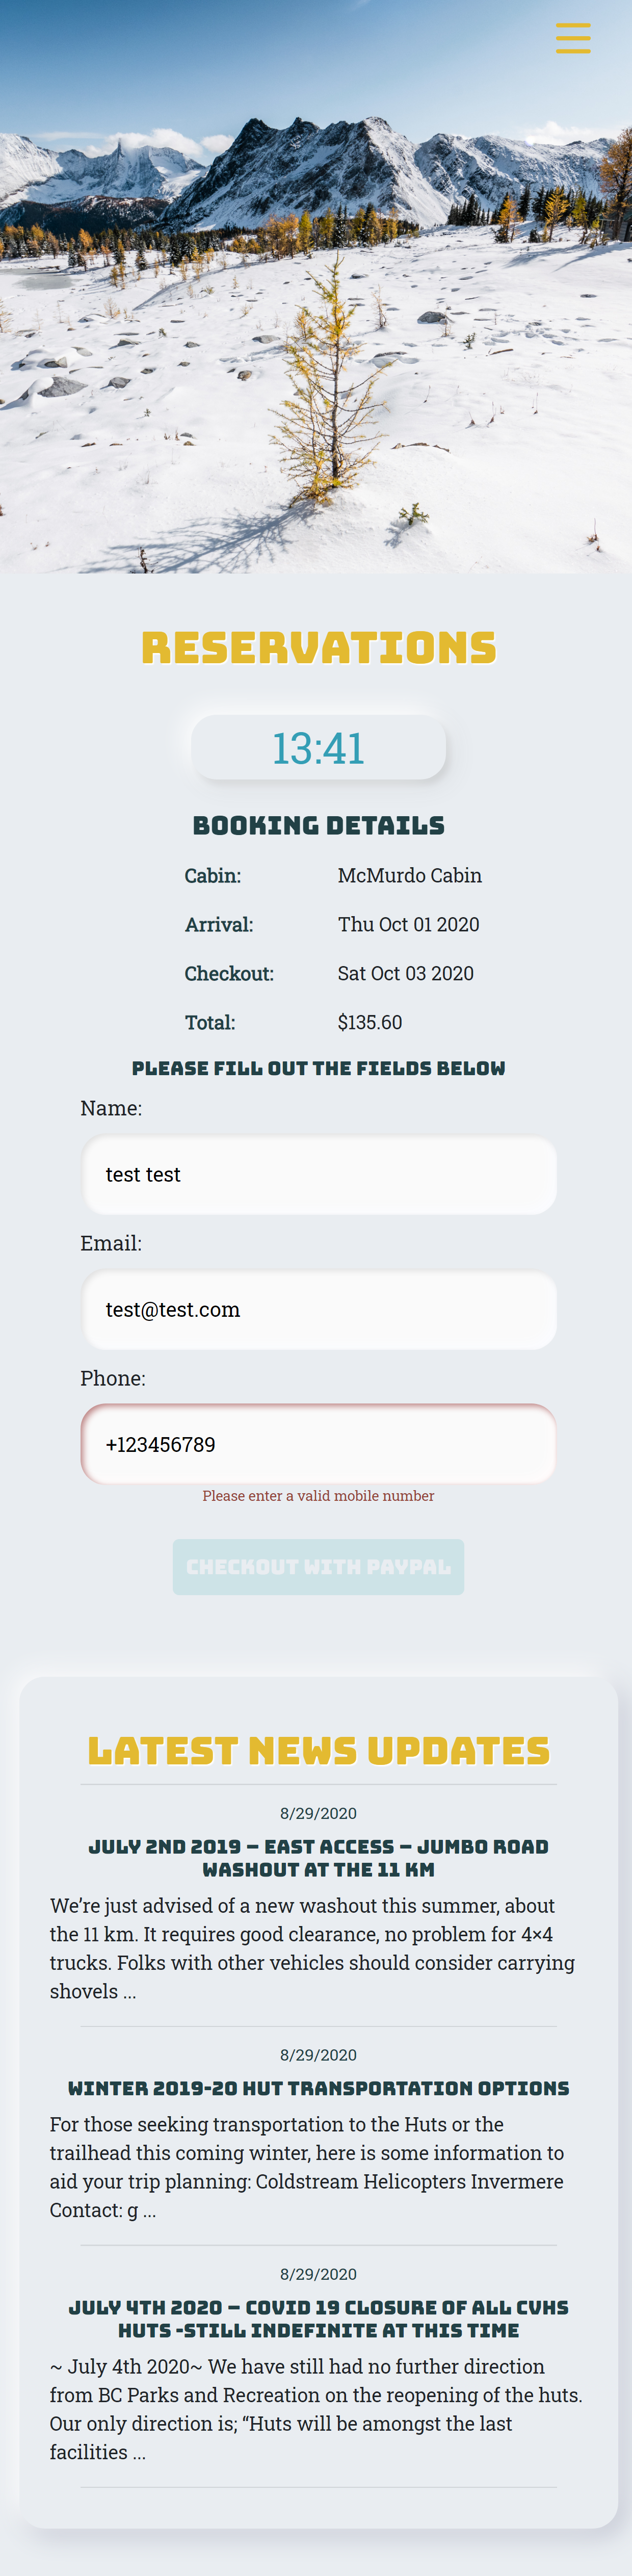 RESERVATIONS
13:41
BOOKING DETAILS
Cabin: McMurdo Cabin
Arrival: Thu Oct 01 2020
Checkout: Sat Oct 03 2020
Total: $135.60
PLEASE FILL OUT THE FIELDS BELOW
Name:
test test
Email:
test@test.com
Phone:
+123456789
Please enter a valid mobile number
CHECKOUT WITH PAYPAL
LATEST NEWS UPDATES
8/29/2020
JULY 2ND 2019 – EAST ACCESS – JUMBO ROAD
WASHOUT AT THE 11 KM
We’re just advised of a new washout this summer, about
the 11 km. It requires good clearance, no problem for 4×4
trucks. Folks with other vehicles should consider carrying
shovels ...
8/29/2020
WINTER 2019-20 HUT TRANSPORTATION OPTIONS
For those seeking transportation to the Huts or the
trailhead this coming winter, here is some information to
aid your trip planning: Coldstream Helicopters Invermere
Contact: g ...
8/29/2020
JULY 4TH 2020 – COVID 19 CLOSURE OF ALL CVHS
HUTS -STILL INDEFINITE AT THIS TIME
~ July 4th 2020~ We have still had no further direction
from BC Parks and Recreation on the reopening of the huts.
Our only direction is; “Huts will be amongst the last
facilities ...